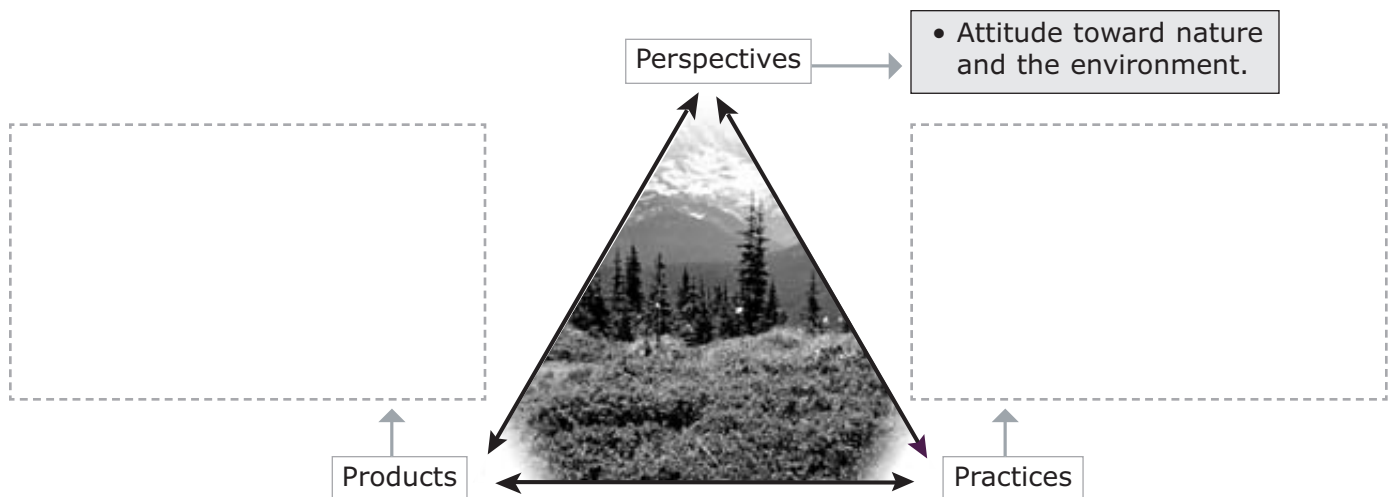 Perspectives
• Attitude toward nature
and the environment.
Products
Practices